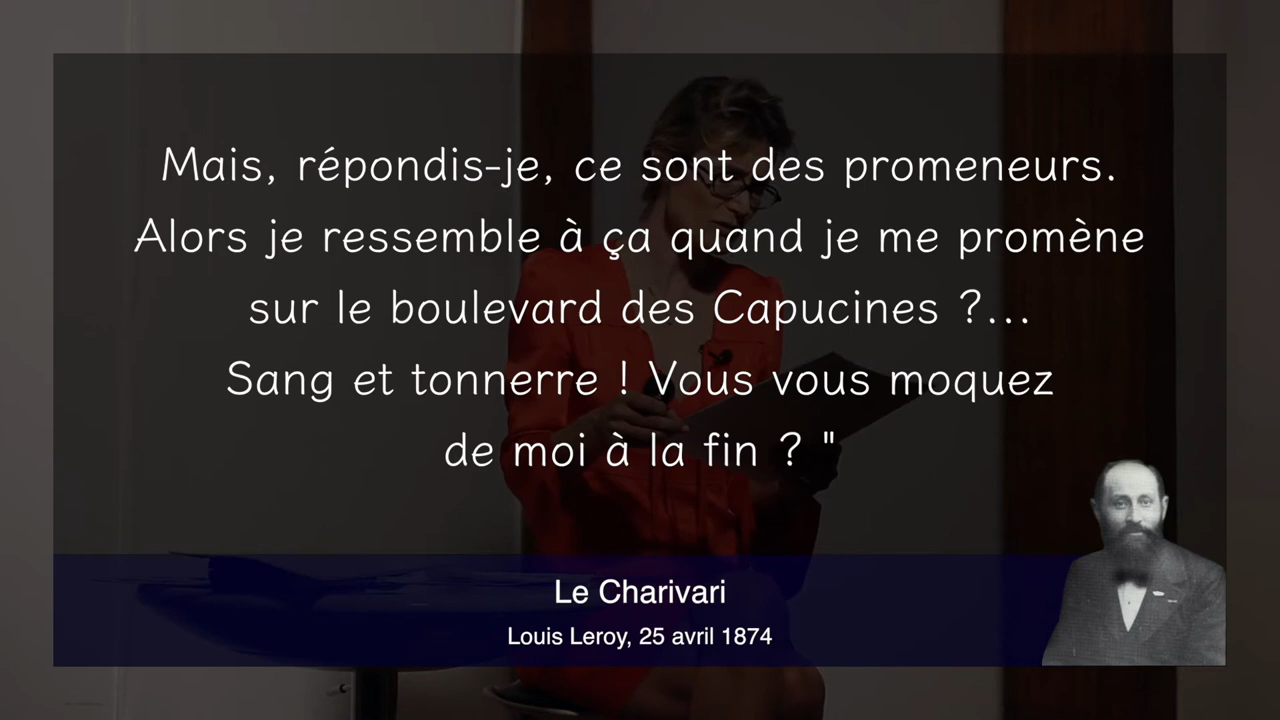 Mais, répondis-je, ce sont des promeneurs.
Alors je ressemble à ça quand je me promène
sur le boulevard des Capucines ?...
Sang et tonnerre ! Vous vous moquez
de moi à la fin ? "
Le Charivari
Louis Leroy, 25 avril 1874